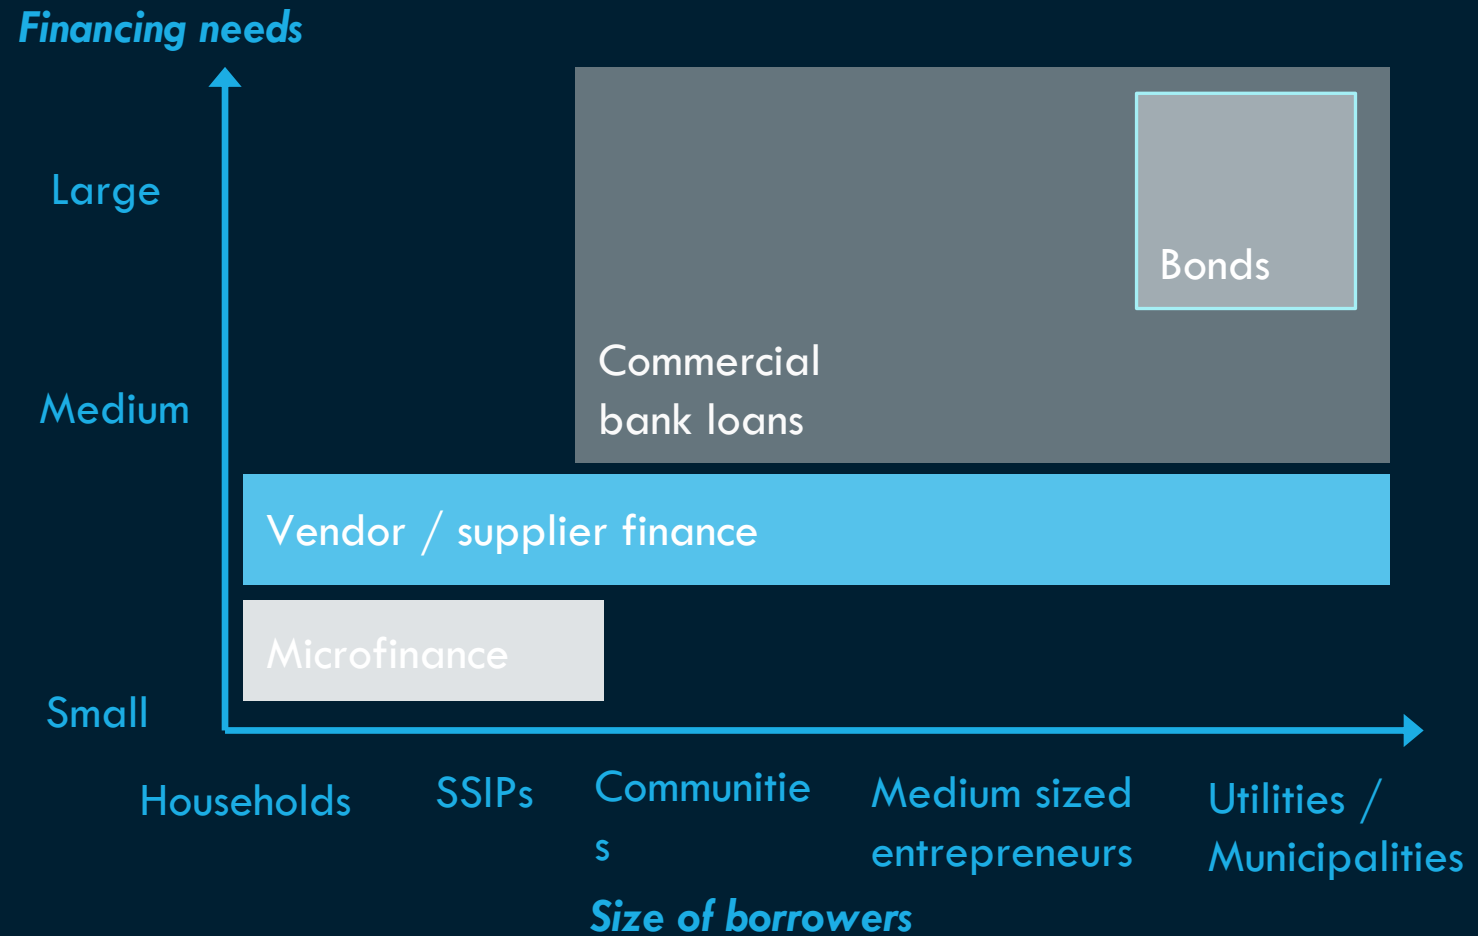 Financing needs
Large
Bonds
Commercial
bank loans
Medium
Vendor / supplier finance
Microfinance
Small
Households
SSIPs
Communitie
s
Medium sized
entrepreneurs
Utilities /
Municipalities
Size of borrowers